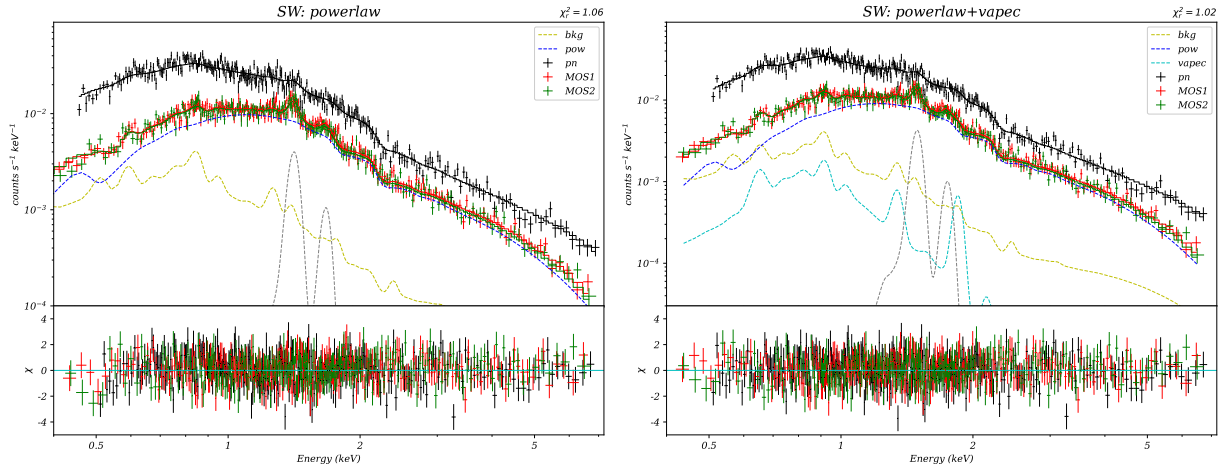 SW: powerlaw
χ²ᵣ = 1.06
bkg
pow
pn
MOS1
MOS2
counts s⁻¹ keV⁻¹
10⁻²
10⁻³
10⁻⁴
χ
4
2
0
-2
-4
0.5 1 2 5
Energy (keV)
SW: powerlaw+vapec
χ²ᵣ = 1.02
bkg
pow
vapec
pn
MOS1
MOS2
counts s⁻¹ keV⁻¹
10⁻²
10⁻³
10⁻⁴
χ
4
2
0
-2
-4
0.5 1 2 5
Energy (keV)